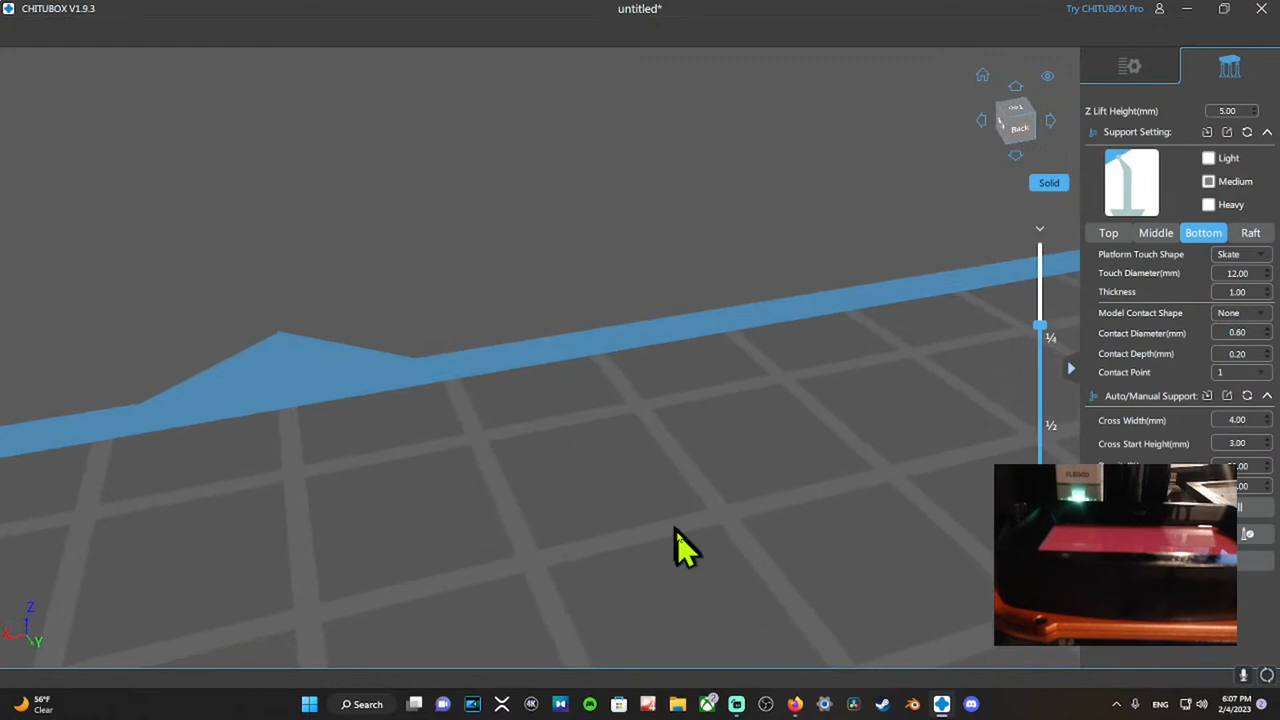 CHITUBOX V1.9.3
untitled*
Try CHITUBOX Pro
Z Lift Height(mm) 5.00
Support Setting:
Light
Medium
Heavy
Top Middle Bottom Raft
Platform Touch Shape Skate
Touch Diameter(mm) 12.00
Thickness 1.00
Model Contact Shape None
Contact Diameter(mm) 0.60
Contact Depth(mm) 0.20
Contact Point 1
Auto/Manual Support:
Cross Width(mm) 4.00
Cross Start Height(mm) 3.00
Back
Solid
¼
½
ELEGOO
Z
X
Y
56°F
Clear
Search
ENG
6:07 PM
2/4/2023